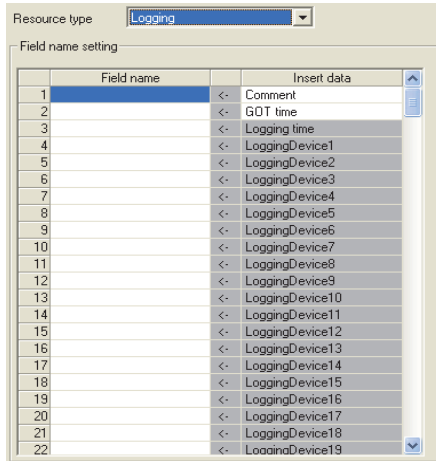 Resource type Logging
Field name setting
Field name Insert data
1 <- Comment
2 <- GOT time
3 <- Logging time
4 <- LoggingDevice1
5 <- LoggingDevice2
6 <- LoggingDevice3
7 <- LoggingDevice4
8 <- LoggingDevice5
9 <- LoggingDevice6
10 <- LoggingDevice7
11 <- LoggingDevice8
12 <- LoggingDevice9
13 <- LoggingDevice10
14 <- LoggingDevice11
15 <- LoggingDevice12
16 <- LoggingDevice13
17 <- LoggingDevice14
18 <- LoggingDevice15
19 <- LoggingDevice16
20 <- LoggingDevice17
21 <- LoggingDevice18
22 <- LoggingDevice19